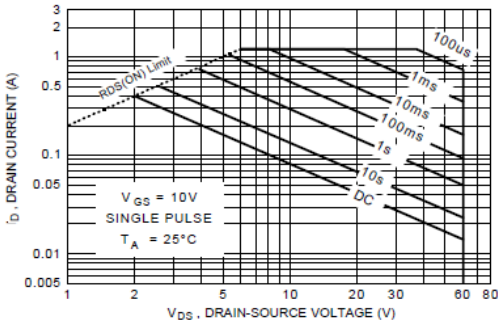 3
2
1
0.5
0.1
0.05
0.01
0.005
ID , DRAIN CURRENT (A)
RDS(ON) Limit
100us
1ms
10ms
100ms
1s
10s
DC
V GS = 10V
SINGLE PULSE
T A = 25°C
1 2 5 10 20 30 60 80
V DS , DRAIN-SOURCE VOLTAGE (V)